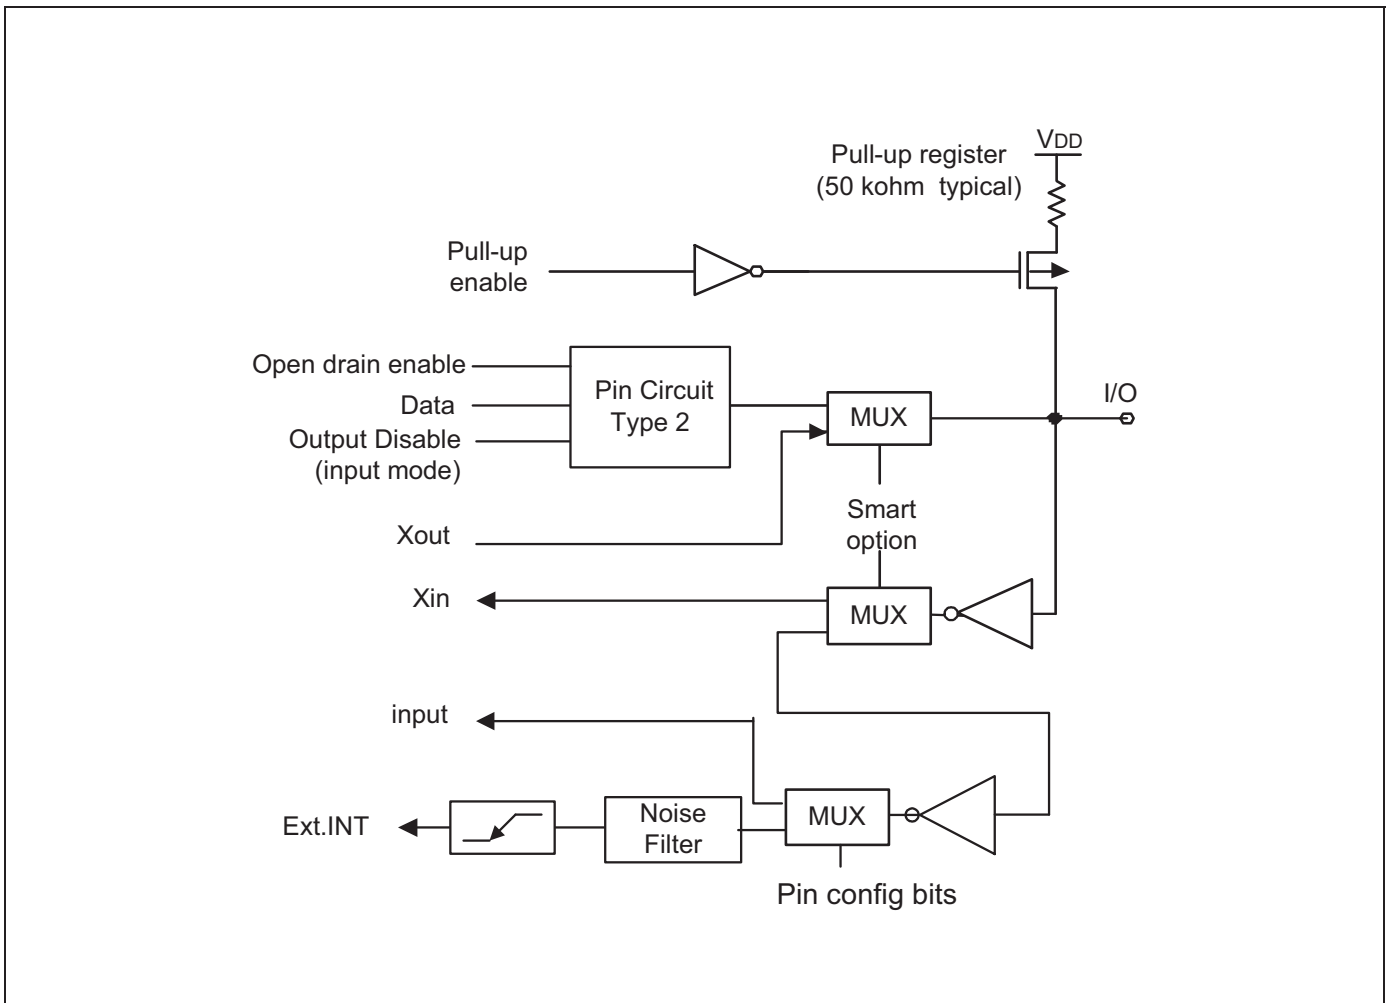 VDD
Pull-up register
(50 kohm typical)
Pull-up
enable
Open drain enable
Data
Output Disable
(input mode)
Pin Circuit
Type 2
MUX
I/O
Smart
option
Xout
Xin
MUX
input
Ext.INT
Noise
Filter
MUX
Pin config bits